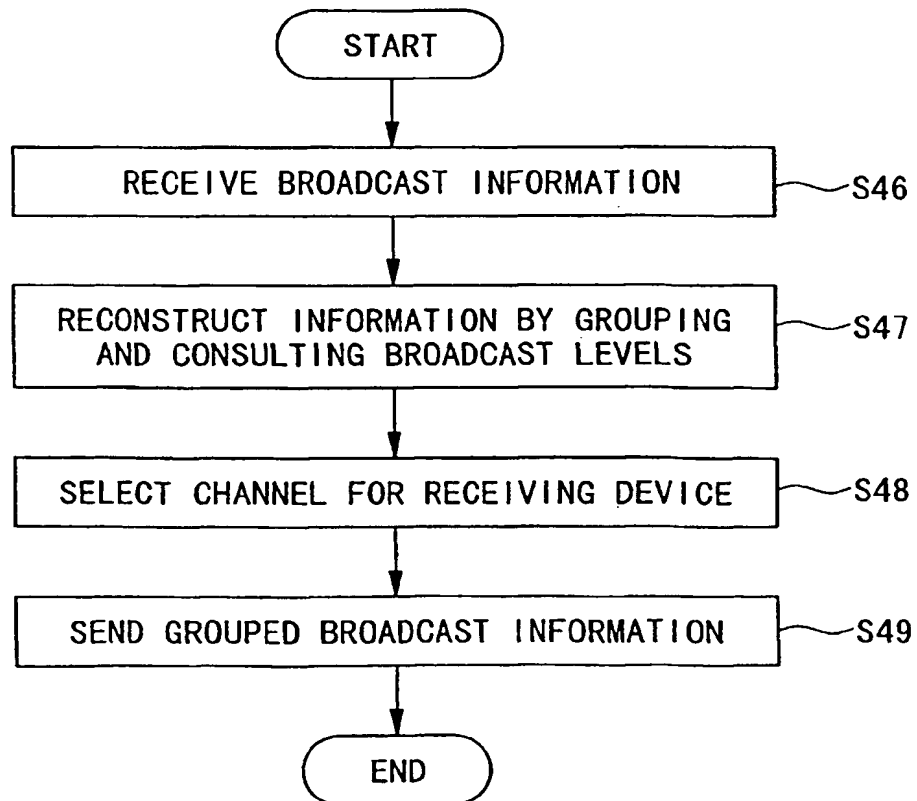 START
RECEIVE BROADCAST INFORMATION
S46
RECONSTRUCT INFORMATION BY GROUPING
AND CONSULTING BROADCAST LEVELS
S47
SELECT CHANNEL FOR RECEIVING DEVICE
S48
SEND GROUPED BROADCAST INFORMATION
S49
END